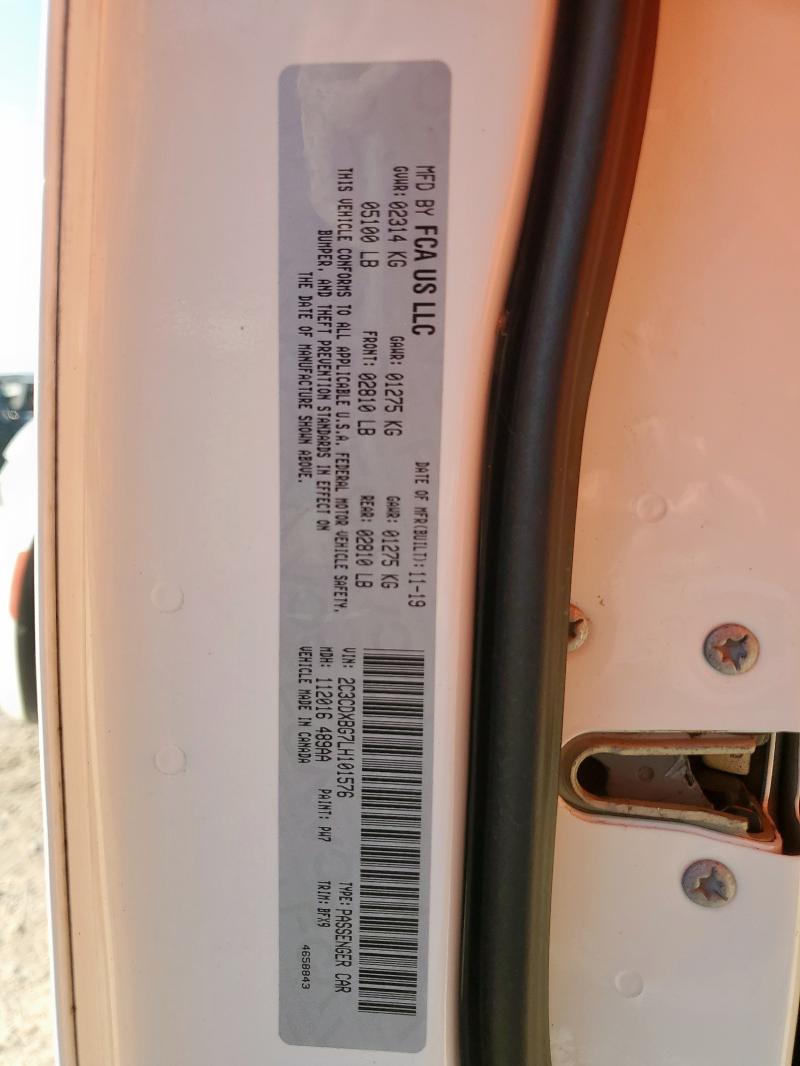 MFD BY FCA US LLC
DATE OF MFR(BUILT): 11-19
GVWR: 02314 KG GAWR: 01275 KG GAWR: 01275 KG
05100 LB FRONT: 02810 LB REAR: 02810 LB
THIS VEHICLE CONFORMS TO ALL APPLICABLE U.S.A. FEDERAL MOTOR VEHICLE SAFETY,
BUMPER, AND THEFT PREVENTION STANDARDS IN EFFECT ON
THE DATE OF MANUFACTURE SHOWN ABOVE.
VIN: 2C3CDXBG7LH101576 TYPE: PASSENGER CAR
MDH: 112016 489AA PAINT: PW7 TRIM: BFX9
VEHICLE MADE IN CANADA 4658843